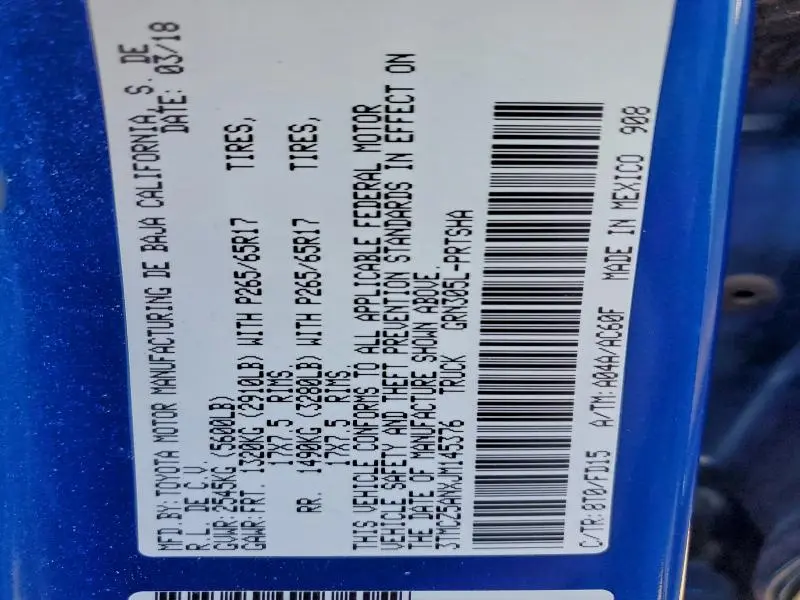 MFD.BY:TOYOTA MOTOR MANUFACTURING DE BAJA CALIFORNIA, S. DE
R.L. DE C.V. DATE: 03/18
GVWR: 2545KG (5600LB)
GAWR: FRT. 1320KG (2910LB) WITH P265/65R17 TIRES,
17X7.5 RIMS.
RR. 1490KG (3280LB) WITH P265/65R17 TIRES,
17X7.5 RIMS.
THIS VEHICLE CONFORMS TO ALL APPLICABLE FEDERAL MOTOR
VEHICLE SAFETY AND THEFT PREVENTION STANDARDS IN EFFECT ON
THE DATE OF MANUFACTURE SHOWN ABOVE.
3TMCZ5ANXJM145376 TRUCK GRN305L-PRTSHA
C/TR: 8T0/FD15 A/TM: A04A/AC60F MADE IN MEXICO 908